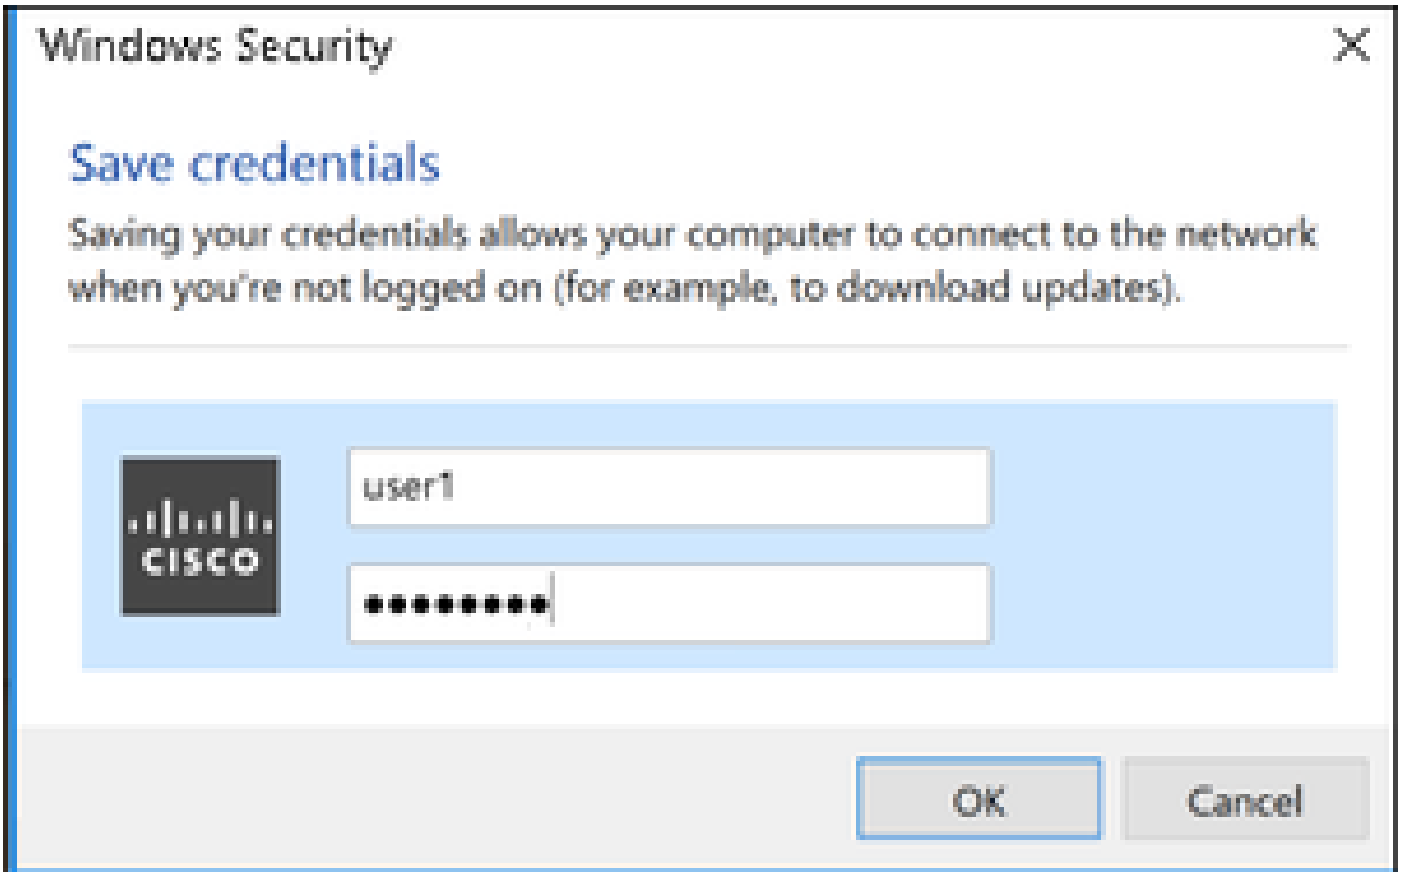 Windows Security
Save credentials
Saving your credentials allows your computer to connect to the network
when you're not logged on (for example, to download updates).
user1
CISCO
••••••••
OK
Cancel